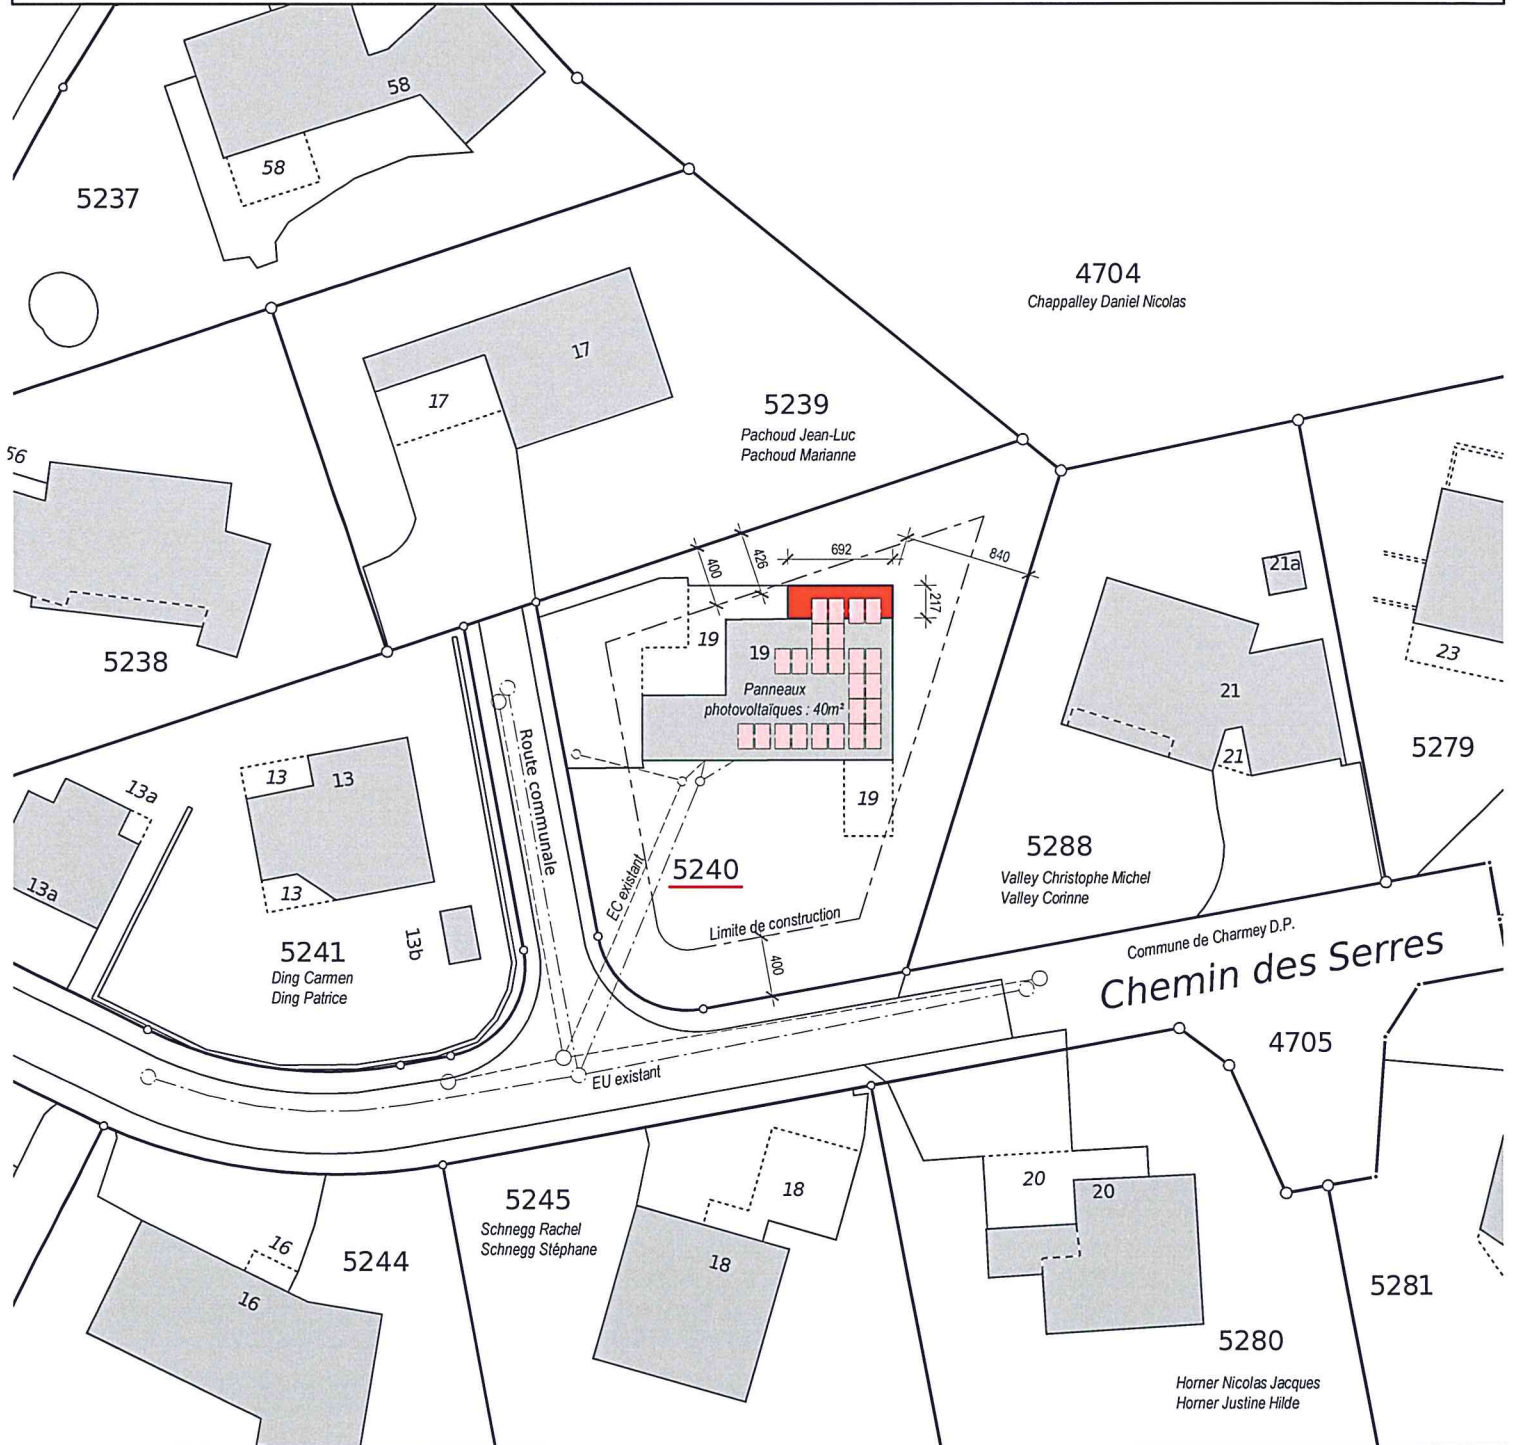 58
58
5237
4704
Chappalley Daniel Nicolas
17
17
5239
Pachoud Jean-Luc
Pachoud Marianne
56
400
426
692
840
217
21a
5238
19
19
Panneaux
photovoltaïques : 40m²
21
23
21
5279
Route communale
13
13
13a
13a
13
19
5240
EC existant
5288
Valley Christophe Michel
Valley Corinne
Limite de construction
400
5241
Ding Carmen
Ding Patrice
13b
Commune de Charmey D.P.
Chemin des Serres
4705
EU existant
5245
Schnegg Rachel
Schnegg Stéphane
18
18
20
20
16
16
5244
5281
5280
Horner Nicolas Jacques
Horner Justine Hilde